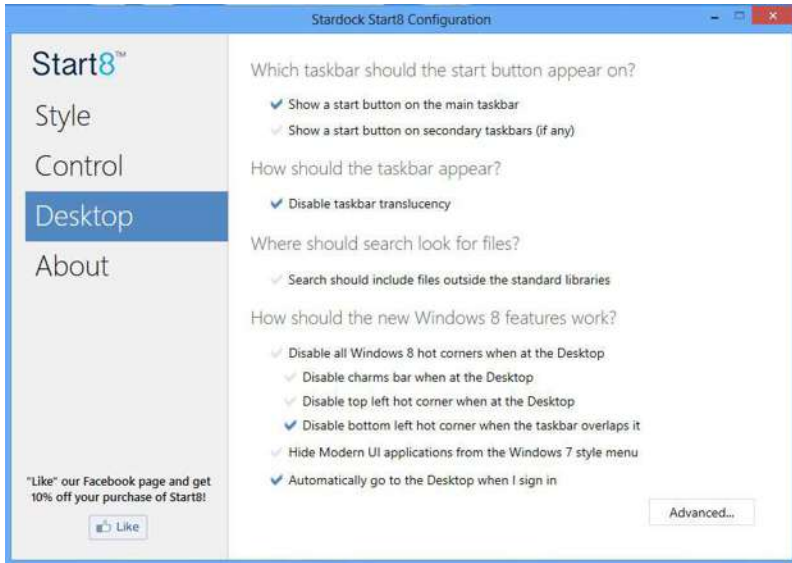 Stardock Start8 Configuration
Start8™
Style
Control
Desktop
About
"Like" our Facebook page and get
10% off your purchase of Start8!
Like
Which taskbar should the start button appear on?
Show a start button on the main taskbar
Show a start button on secondary taskbars (if any)
How should the taskbar appear?
Disable taskbar translucency
Where should search look for files?
Search should include files outside the standard libraries
How should the new Windows 8 features work?
Disable all Windows 8 hot corners when at the Desktop
Disable charms bar when at the Desktop
Disable top left hot corner when at the Desktop
Disable bottom left hot corner when the taskbar overlaps it
Hide Modern UI applications from the Windows 7 style menu
Automatically go to the Desktop when I sign in
Advanced...